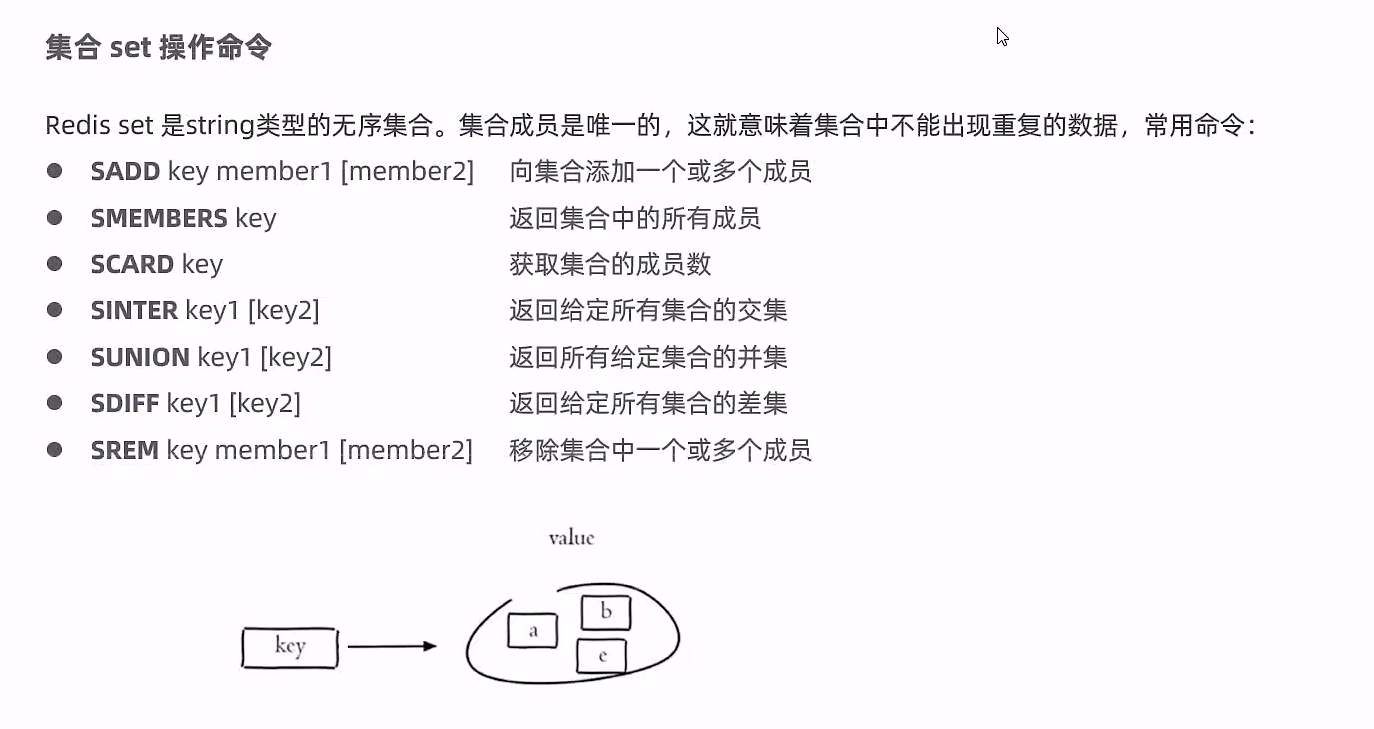 集合 set 操作命令
Redis set 是string类型的无序集合。集合成员是唯一的，这就意味着集合中不能出现重复的数据，常用命令：
● SADD key member1 [member2] 向集合添加一个或多个成员
● SMEMBERS key 返回集合中的所有成员
● SCARD key 获取集合的成员数
● SINTER key1 [key2] 返回给定所有集合的交集
● SUNION key1 [key2] 返回所有给定集合的并集
● SDIFF key1 [key2] 返回给定所有集合的差集
● SREM key member1 [member2] 移除集合中一个或多个成员
value
b
a
key
e